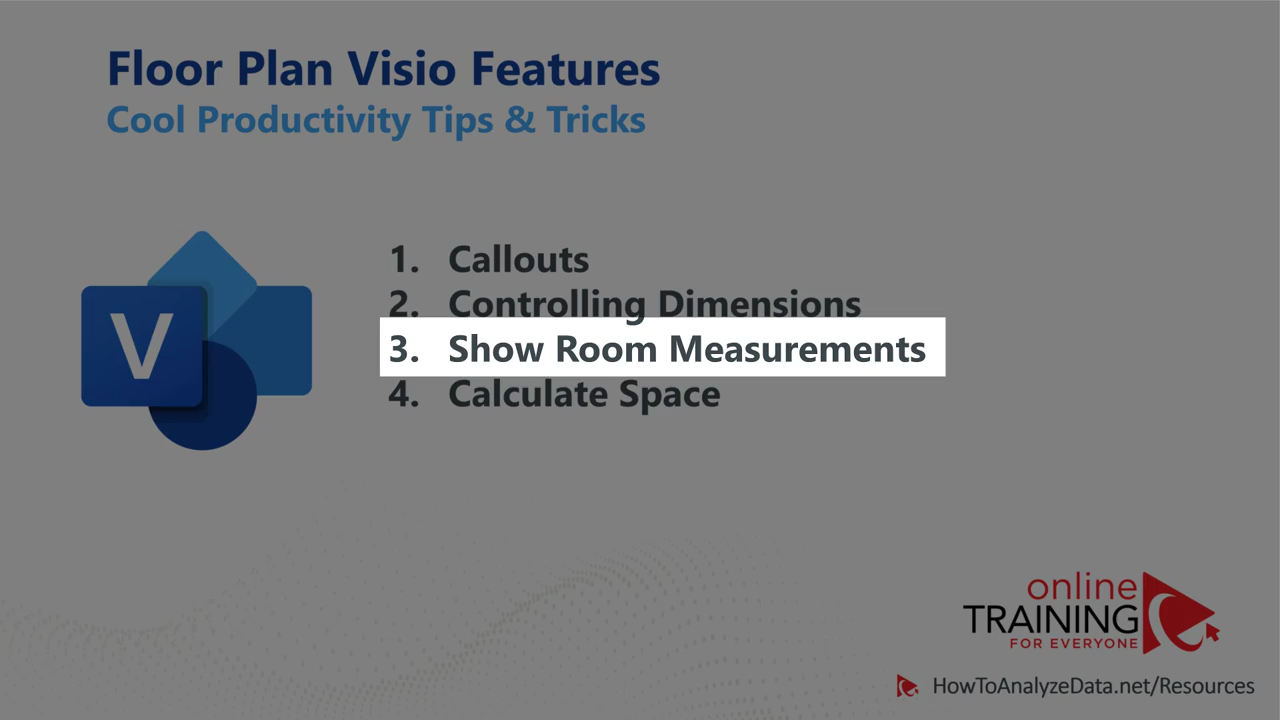 Floor Plan Visio Features
Cool Productivity Tips & Tricks
V
1. Callouts
2. Controlling Dimensions
3. Show Room Measurements
4. Calculate Space
online
TRAINING
FOR EVERYONE
HowToAnalyzeData.net/Resources